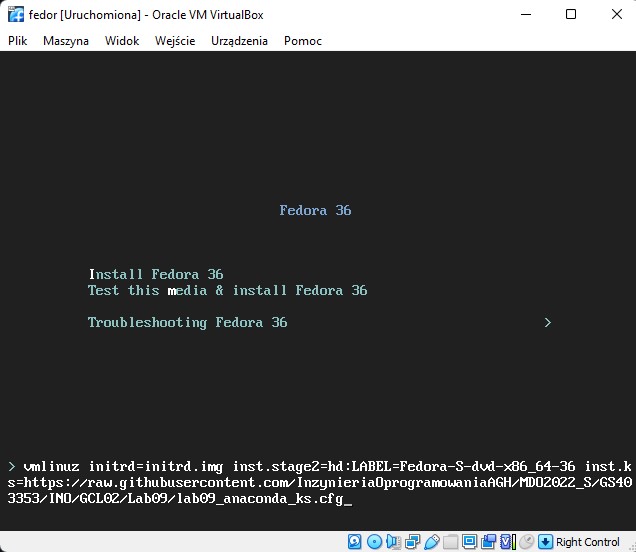 fedor [Uruchomiona] - Oracle VM VirtualBox
Plik Maszyna Widok Wejście Urządzenia Pomoc
Fedora 36
Install Fedora 36
Test this media & install Fedora 36
Troubleshooting Fedora 36 >
> vmlinuz initrd=initrd.img inst.stage2=hd:LABEL=Fedora-S-dvd-x86_64-36 inst.k
s=https://raw.githubusercontent.com/InzynieriaOprogramowaniaAGH/MDO2022_S/GS40
3353/INO/GCL02/Lab09/lab09_anaconda_ks.cfg_
Right Control